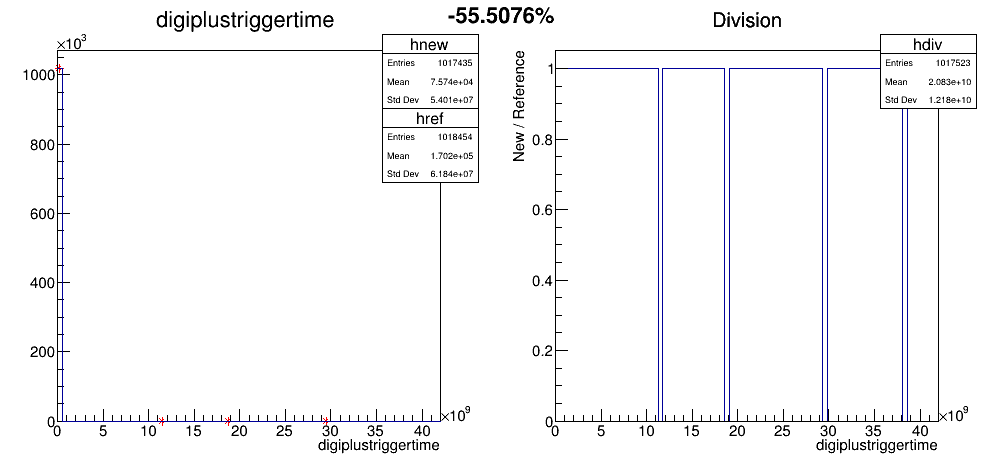 digiplustriggertime
-55.5076%
Division
×10³
hnew
Entries 1017435
Mean 7.574e+04
Std Dev 5.401e+07
href
Entries 1018454
Mean 1.702e+05
Std Dev 6.184e+07
1000
800
600
400
200
0
0 5 10 15 20 25 30 35 40
×10⁹
digiplustriggertime
New / Reference
hdiv
Entries 1017523
Mean 2.083e+10
Std Dev 1.218e+10
1
0.8
0.6
0.4
0.2
0
0 5 10 15 20 25 30 35 40
×10⁹
digiplustriggertime